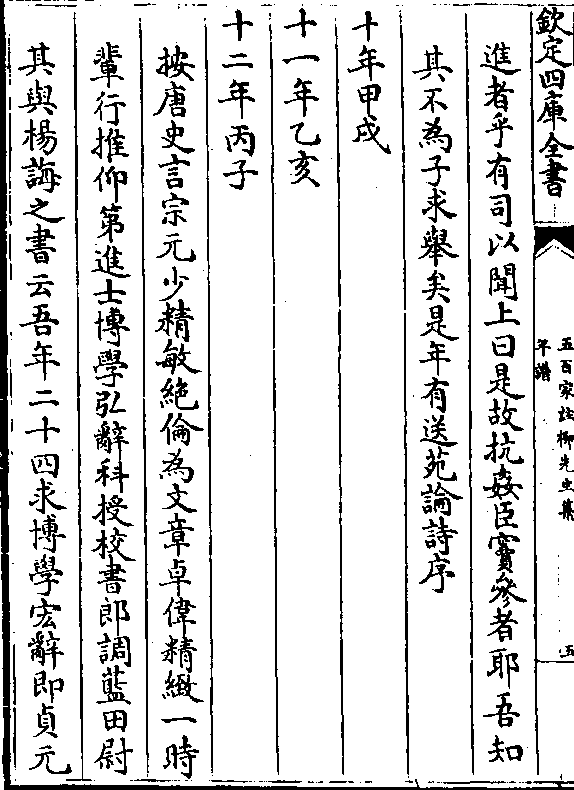 欽定四庫全書
五百家註柳先生集
年譜
五
進者乎有司以聞上曰是故抗姦臣竇參者耶吾知
其不為子求舉矣是年有送苑論詩序
十年甲戌
十一年乙亥
十二年丙子
按唐史言宗元少精敏絶倫為文章卓偉精緻一時
輩行推仰第進士博學弘辭科授校書郎調藍田尉
其與楊誨之書云吾年二十四求博學宏辭即貞元